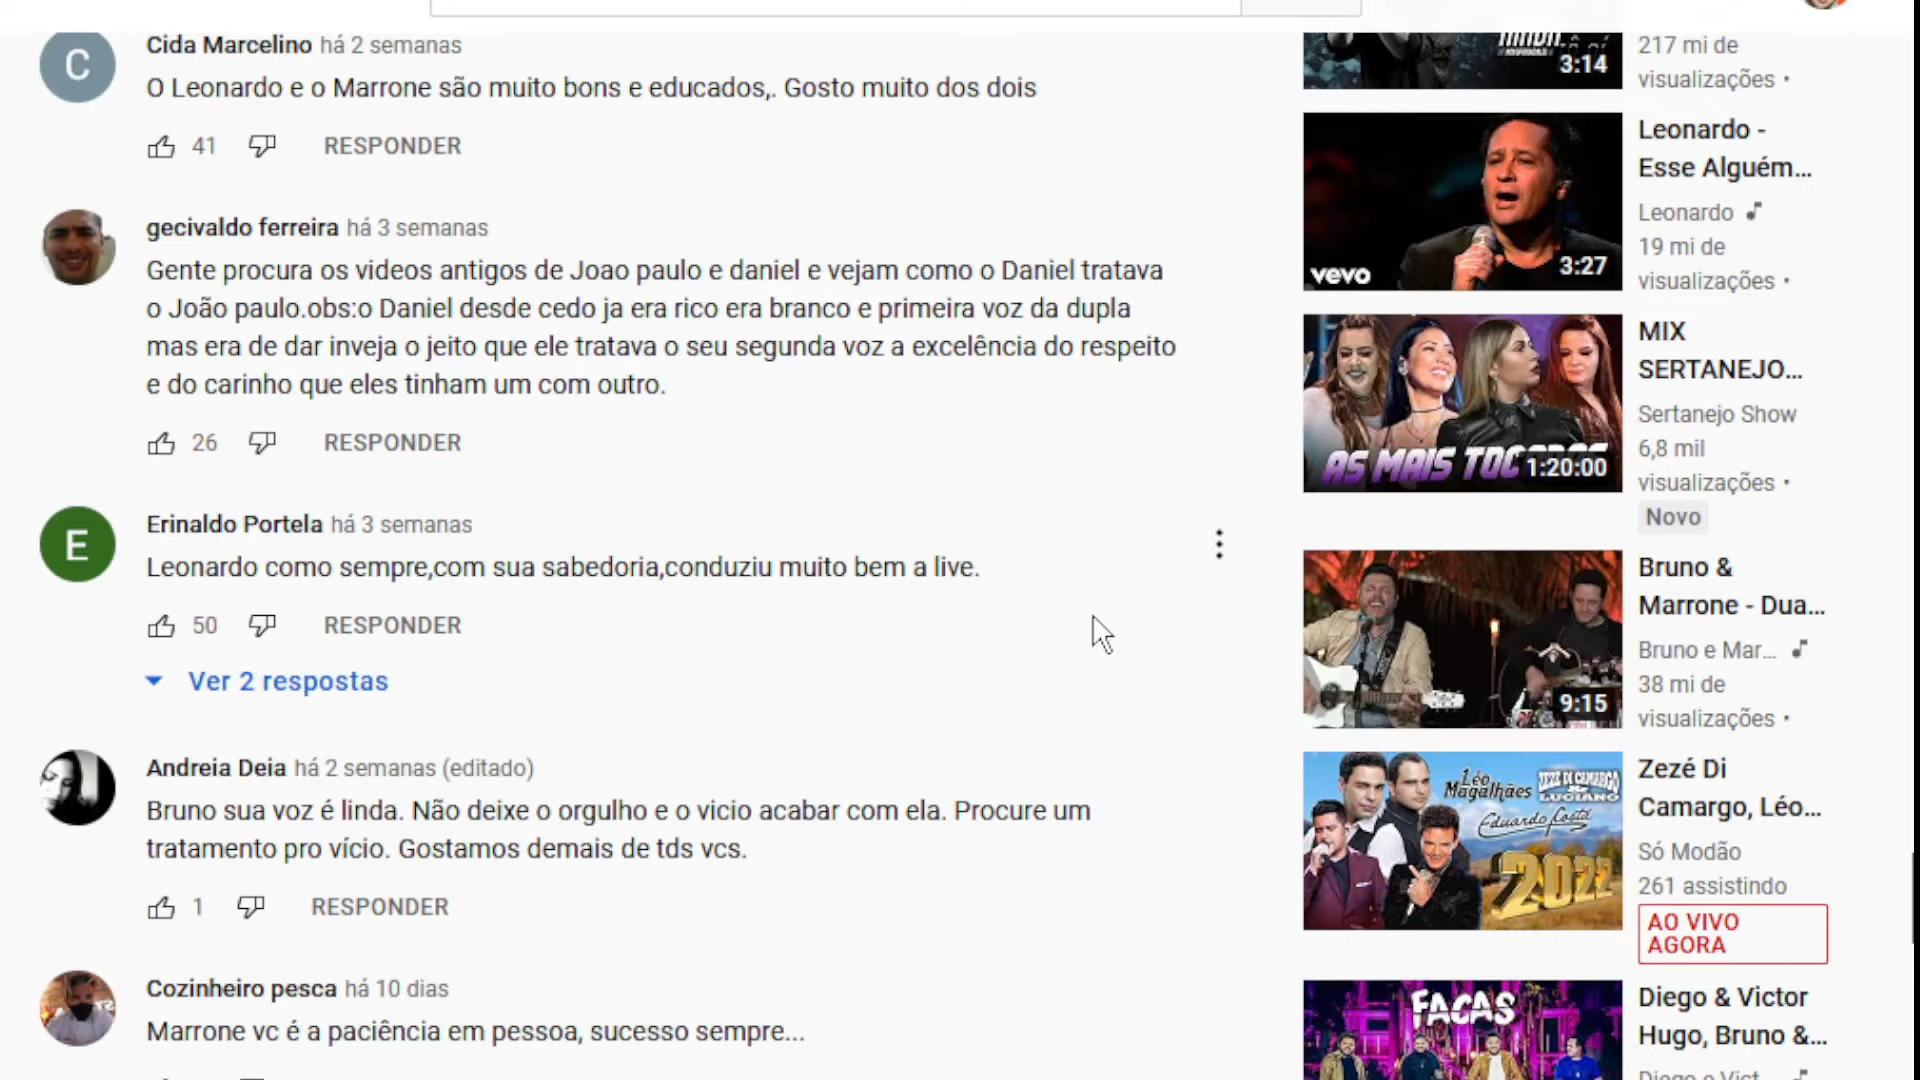 C
Cida Marcelino há 2 semanas
O Leonardo e o Marrone são muito bons e educados,. Gosto muito dos dois
41 RESPONDER
gecivaldo ferreira há 3 semanas
Gente procura os videos antigos de Joao paulo e daniel e vejam como o Daniel tratava
o João paulo.obs:o Daniel desde cedo ja era rico era branco e primeira voz da dupla
mas era de dar inveja o jeito que ele tratava o seu segunda voz a excelência do respeito
e do carinho que eles tinham um com outro.
26 RESPONDER
E
Erinaldo Portela há 3 semanas
Leonardo como sempre,com sua sabedoria,conduziu muito bem a live.
50 RESPONDER
Ver 2 respostas
Andreia Deia há 2 semanas (editado)
Bruno sua voz é linda. Não deixe o orgulho e o vicio acabar com ela. Procure um
tratamento pro vício. Gostamos demais de tds vcs.
1 RESPONDER
Cozinheiro pesca há 10 dias
Marrone vc é a paciência em pessoa, sucesso sempre...
3:14
217 mi de
visualizações •
vevo
3:27
Leonardo -
Esse Alguém...
Leonardo
19 mi de
visualizações •
AS MAIS
1:20:00
MIX
SERTANEJO...
Sertanejo Show
6,8 mil
visualizações •
Novo
9:15
Bruno &
Marrone - Dua...
Bruno e Mar...
38 mi de
visualizações •
Léo
Magalhães
ZEZÉ DI CAMARGO
LUCIANO
Eduardo Costa
2022
Zezé Di
Camargo, Léo...
Só Modão
261 assistindo
AO VIVO
AGORA
FACAS
Diego & Victor
Hugo, Bruno &...
Diego e Vict...